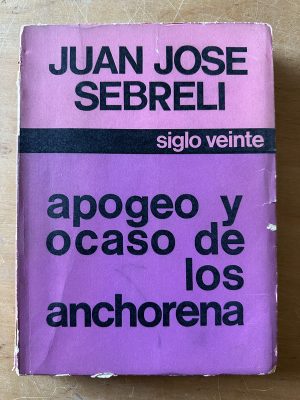 JUAN JOSE
SEBRELI
siglo veinte
apogeo y
ocaso de
los
anchorena